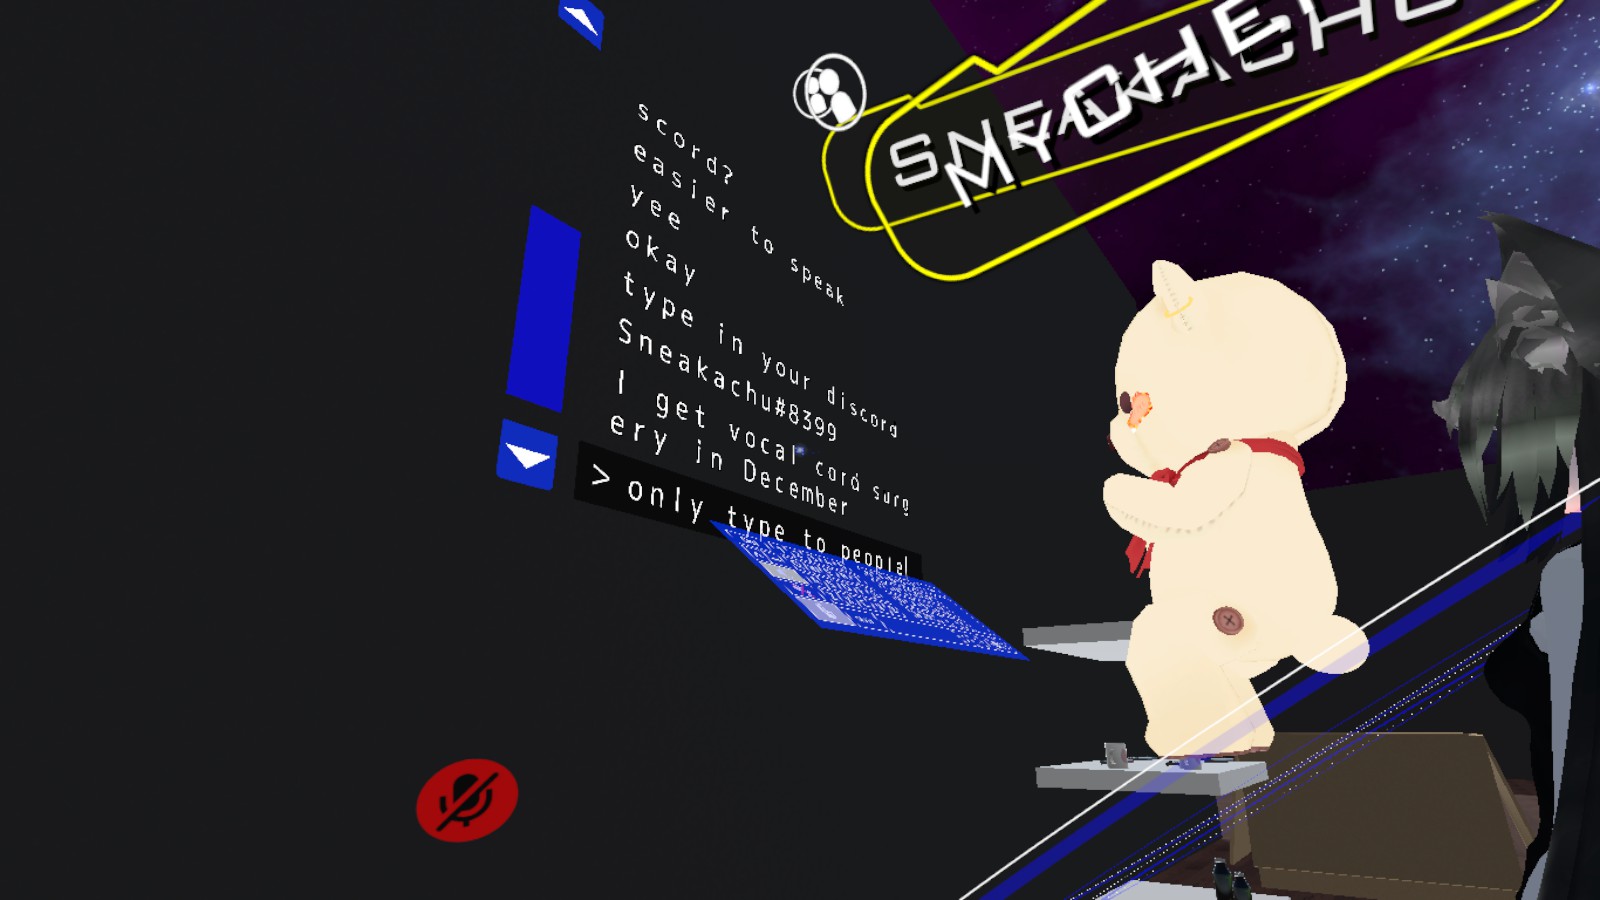 scord?
easier to speak
yee
okay
type in your discord
Sneakachu#8399
I get vocal cord surg
ery in December
> only type to people